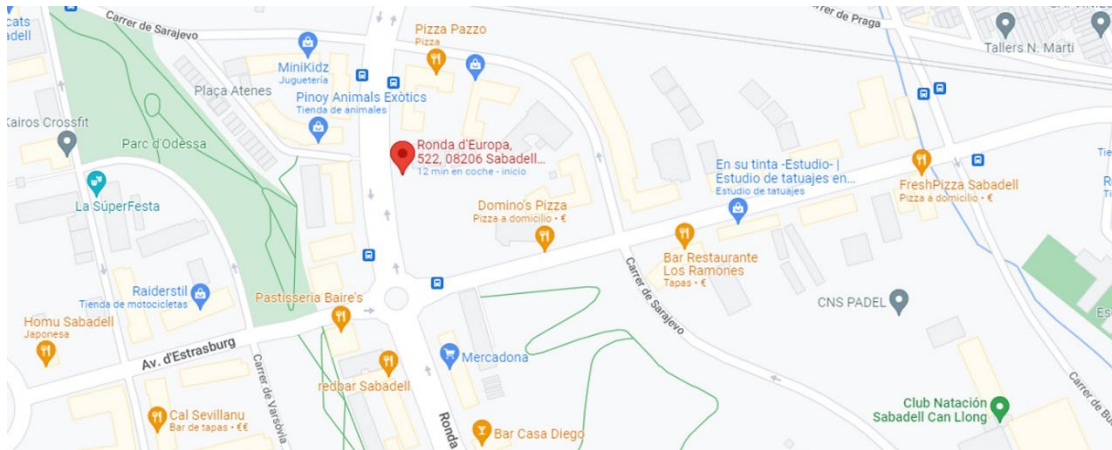 Carrer de Sarajevo
Carrer de Praga
cats
adell
Pizza Pazzo
Pizza
Tallers N. Martí
MiniKidz
Juguetería
Plaça Atenes
Pinoy Animals Exòtics
Tienda de animales
Kairos Crossfit
Parc d'Odessa
Ronda d'Europa,
522, 08206 Sabadell...
12 min en coche - inicio
En su tinta -Estudio- |
Estudio de tatuajes en...
Estudio de tatuajes
FreshPizza Sabadell
Pizza a domicilio • €
La SúperFesta
Domino's Pizza
Pizza a domicilio • €
Bar Restaurante
Los Ramones
Tapas • €
Raiderstil
Tienda de motocicletas
Pastisseria Baire's
Carrer de Sarajevo
CNS PADEL
Homu Sabadell
Japonesa
Av. d'Estrasburg
Mercadona
redbar Sabadell
Carrer de Varsòvia
Ronda
Cal Sevillanu
Bar de tapas • €€
Bar Casa Diego
Club Natación
Sabadell Can Llong
Carrer de Bu